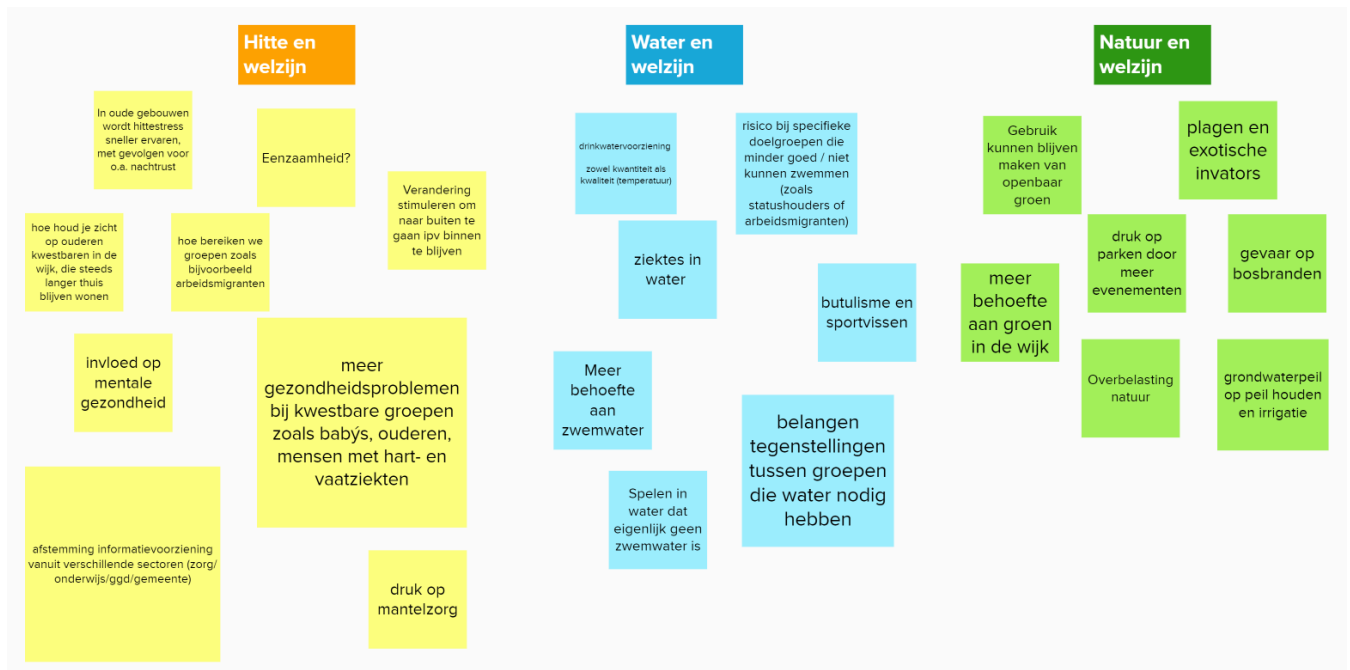 Hitte en
welzijn
In oude gebouwen
wordt hittestress
sneller ervaren,
met gevolgen voor
o.a. nachtrust
Eenzaamheid?
Verandering
stimuleren om
naar buiten te
gaan ipv binnen
te blijven
hoe houd je zicht
op ouderen
kwestbaren in de
wijk, die steeds
langer thuis
blijven wonen
hoe bereiken we
groepen zoals
bijvoorbeeld
arbeidsmigranten
invloed op
mentale
gezondheid
meer
gezondheidsproblemen
bij kwestbare groepen
zoals babýs, ouderen,
mensen met hart- en
vaatziekten
afstemming informatievoorziening
vanuit verschillende sectoren (zorg/
onderwijs/ggd/gemeente)
druk op
mantelzorg
Water en
welzijn
drinkwatervoorziening
zowel kwantiteit als
kwaliteit (temperatuur)
risico bij specifieke
doelgroepen die
minder goed / niet
kunnen zwemmen
(zoals
statushouders of
arbeidsmigranten)
ziektes in
water
butulisme en
sportvissen
Meer
behoefte
aan
zwemwater
belangen
tegenstellingen
tussen groepen
die water nodig
hebben
Spelen in
water dat
eigenlijk geen
zwemwater is
Natuur en
welzijn
Gebruik
kunnen blijven
maken van
openbaar
groen
plagen en
exotische
invators
druk op
parken door
meer
evenementen
gevaar op
bosbranden
meer
behoefte
aan groen
in de wijk
Overbelasting
natuur
grondwaterpeil
op peil houden
en irrigatie